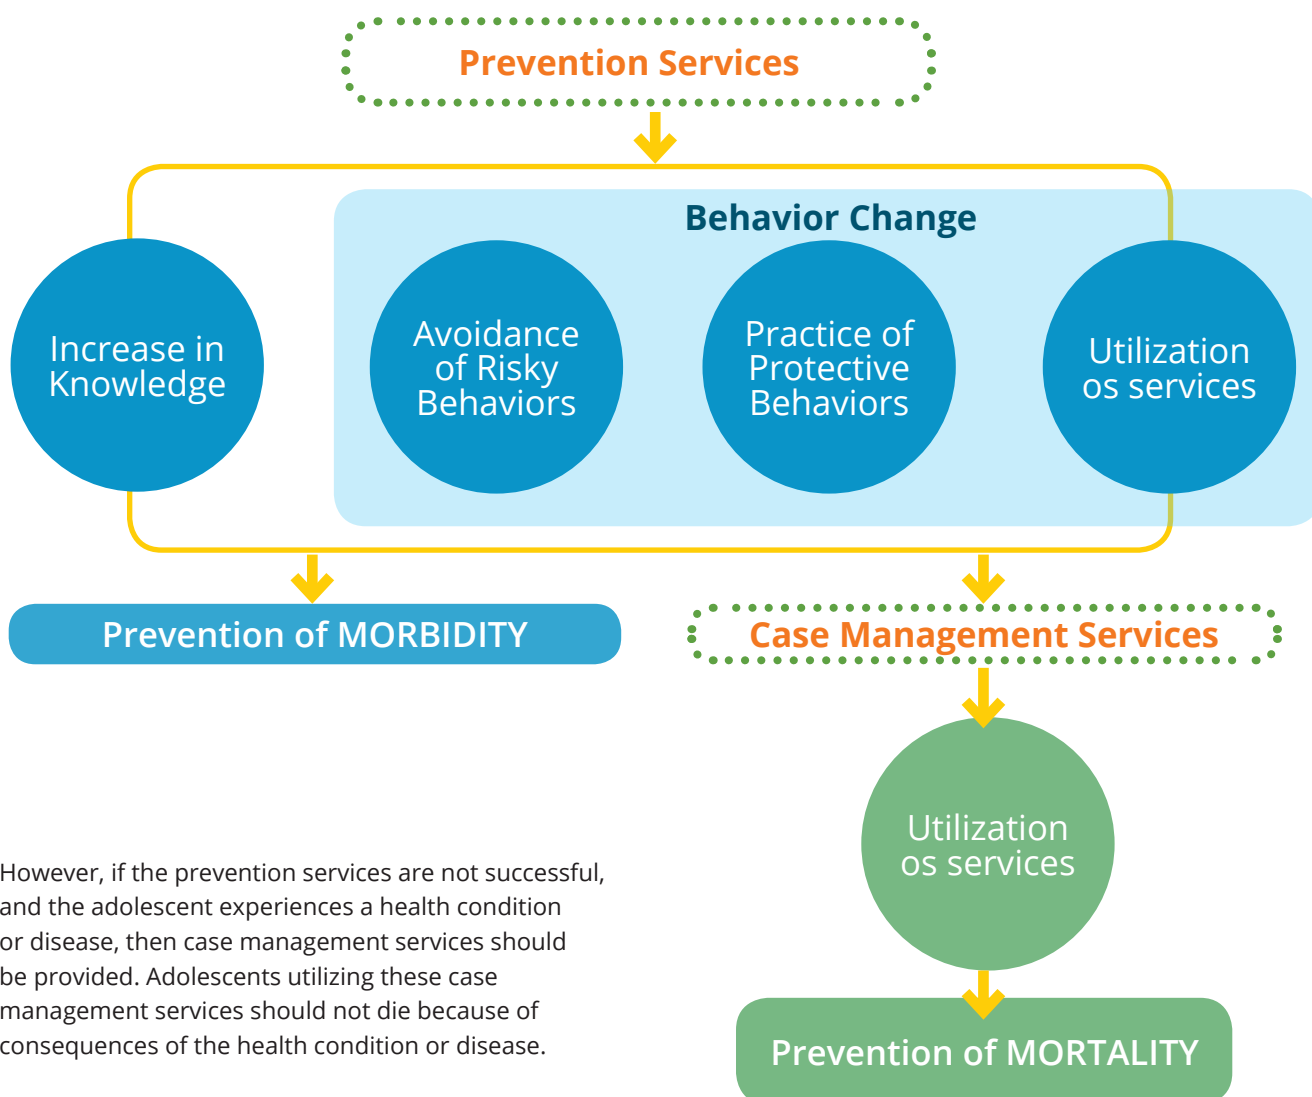 Prevention Services
Behavior Change
Increase in
Knowledge
Avoidance
of Risky
Behaviors
Practice of
Protective
Behaviors
Utilization
os services
Prevention of MORBIDITY
Case Management Services
Utilization
os services
However, if the prevention services are not successful,
and the adolescent experiences a health condition
or disease, then case management services should
be provided. Adolescents utilizing these case
management services should not die because of
consequences of the health condition or disease.
Prevention of MORTALITY